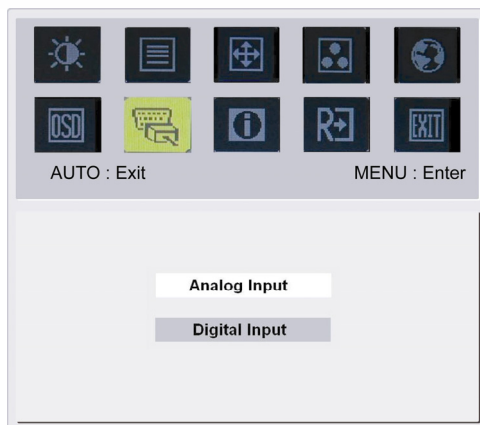 OSD
i
R
EXIT
AUTO : Exit
MENU : Enter
Analog Input
Digital Input